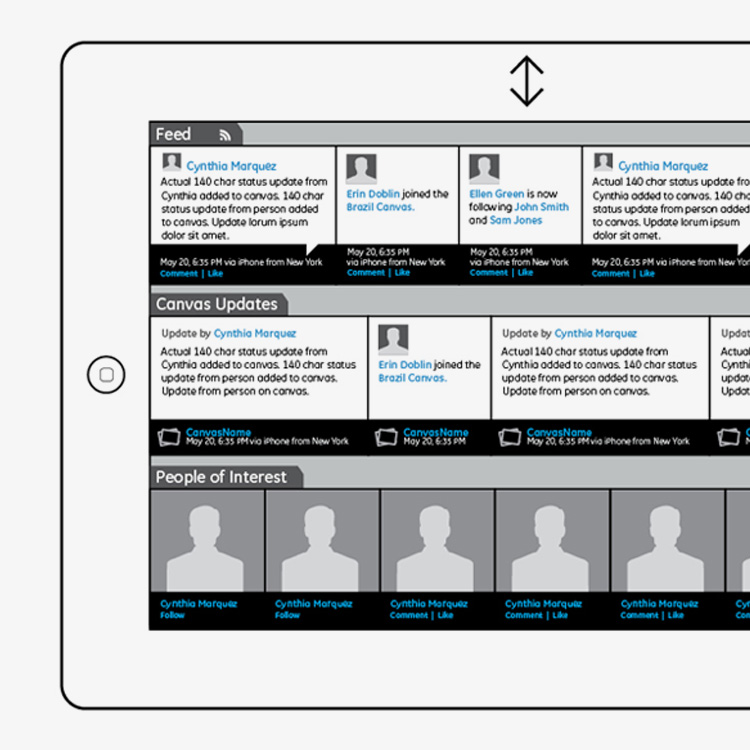 Feed
Cynthia Marquez
Actual 140 char status update from
Cynthia added to canvas. 140 char
status update from person added
to canvas. Update lorum ipsum
dolor sit amet.
May 20, 6:35 PM via iPhone from New York
Comment | Like
Erin Doblin joined the
Brazil Canvas.
May 20, 6:35 PM
via iPhone from New York
Comment | Like
Ellen Green is now
following John Smith
and Sam Jones
May 20, 6:35 PM
via iPhone from New York
Comment | Like
Cynthia Marquez
Actual 140 char status update fro
Cynthia added to canvas. 140 cha
status update from person added
to canvas. Update lorum ipsum
dolor sit amet.
May 20, 6:35 PM via iPhone from New Yor
Comment | Like
Canvas Updates
Update by Cynthia Marquez
Actual 140 char status update from
Cynthia added to canvas. 140 char status
update from person added to canvas.
Update from person on canvas.
CanvasName
May 20, 6:35 PM via iPhone from New York
Erin Doblin joined the
Brazil Canvas.
CanvasName
May 20, 6:35 PM
Update by Cynthia Marquez
Actual 140 char status update from
Cynthia added to canvas. 140 char status
update from person added to canvas.
Update from person on canvas.
CanvasName
May 20, 6:35 PM via iPhone from New York
Updat
Actua
Cynthi
updat
Updat
People of Interest
Cynthia Marquez
Follow
Cynthia Marquez
Follow
Cynthia Marquez
Comment | Like
Cynthia Marquez
Comment | Like
Cynthia Marquez
Comment | Like
Cyn
Com